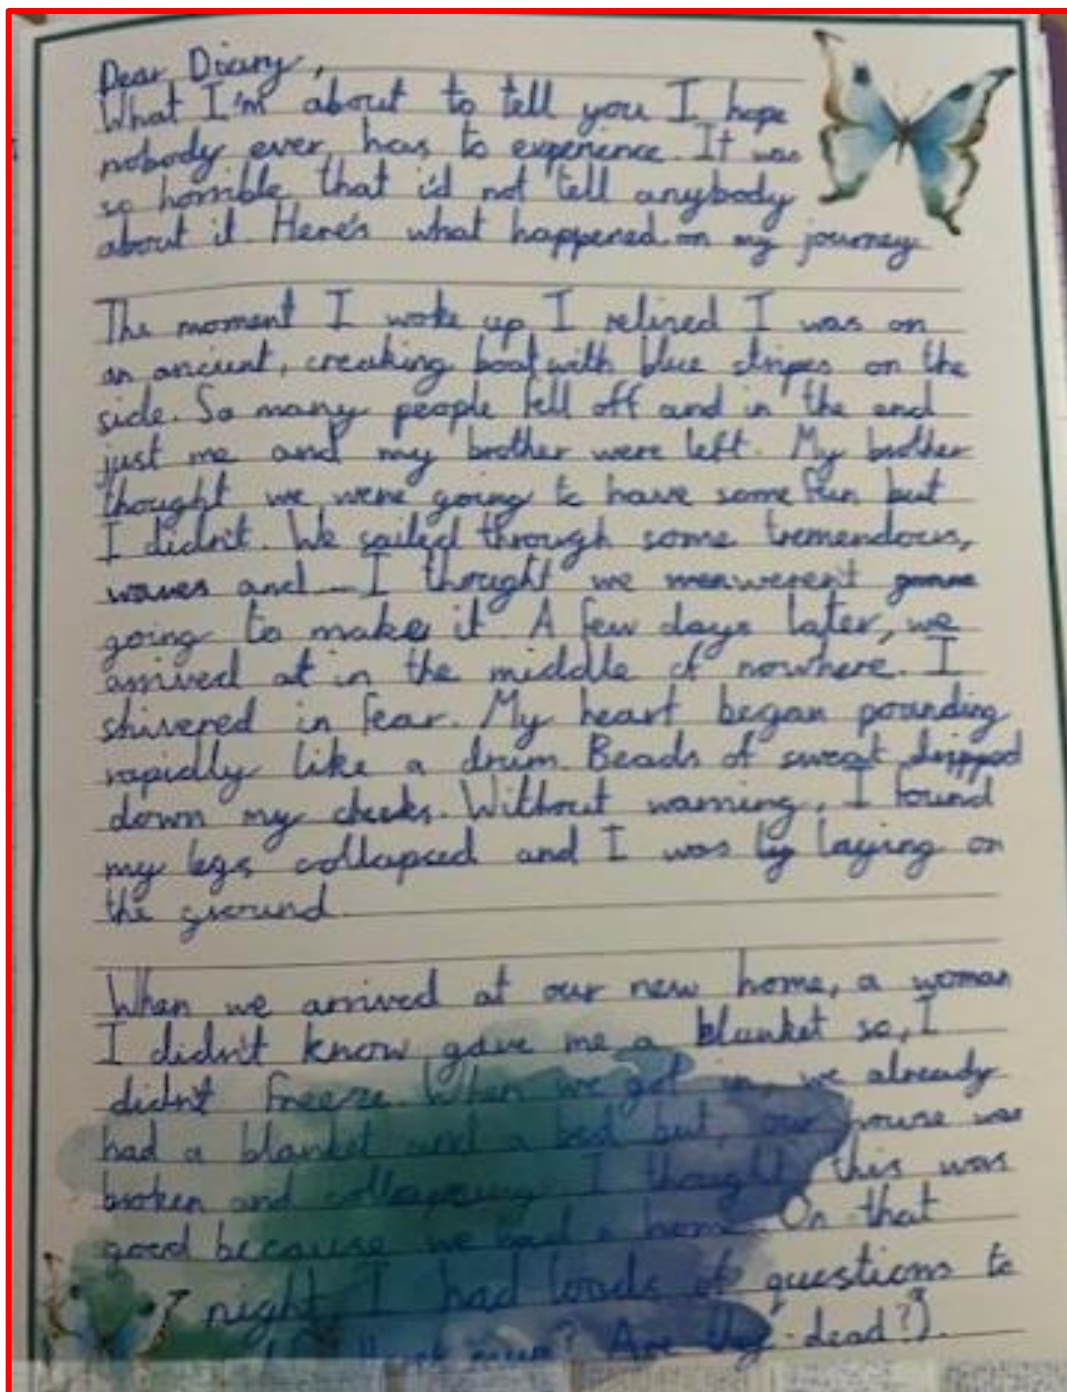 Dear Diary,
What I'm about to tell you I hope
nobody ever has to experience. It was
so horrible that i'd not tell anybody
about it. Here's what happened on my journey
The moment I woke up, I relised I was on
an ancient, creaking boat with blue stripes on the
side. So many people fell off and in the end
just me and my brother were left. My brother
thought we were going to have some fun but
I didn't. We sailed through some tremendous,
waves and I thought we weren't
going to make it. A few days later, we
arrived at in the middle of nowhere. I
shivered in fear. My heart began pounding
rapidly like a drum. Beads of sweat dripped
down my cheeks. Without warning, I found
my legs collapsed and I was laying on
the ground.
When we arrived at our new home, a woman
I didn't know gave me a blanket so, I
didn't freeze. When we got in, we already
had a blanket and a bed but, our house was
broken and collapsing. I thought this was
good because we had a home. On that
night, I had loads of questions to
mum? Are they dead?).